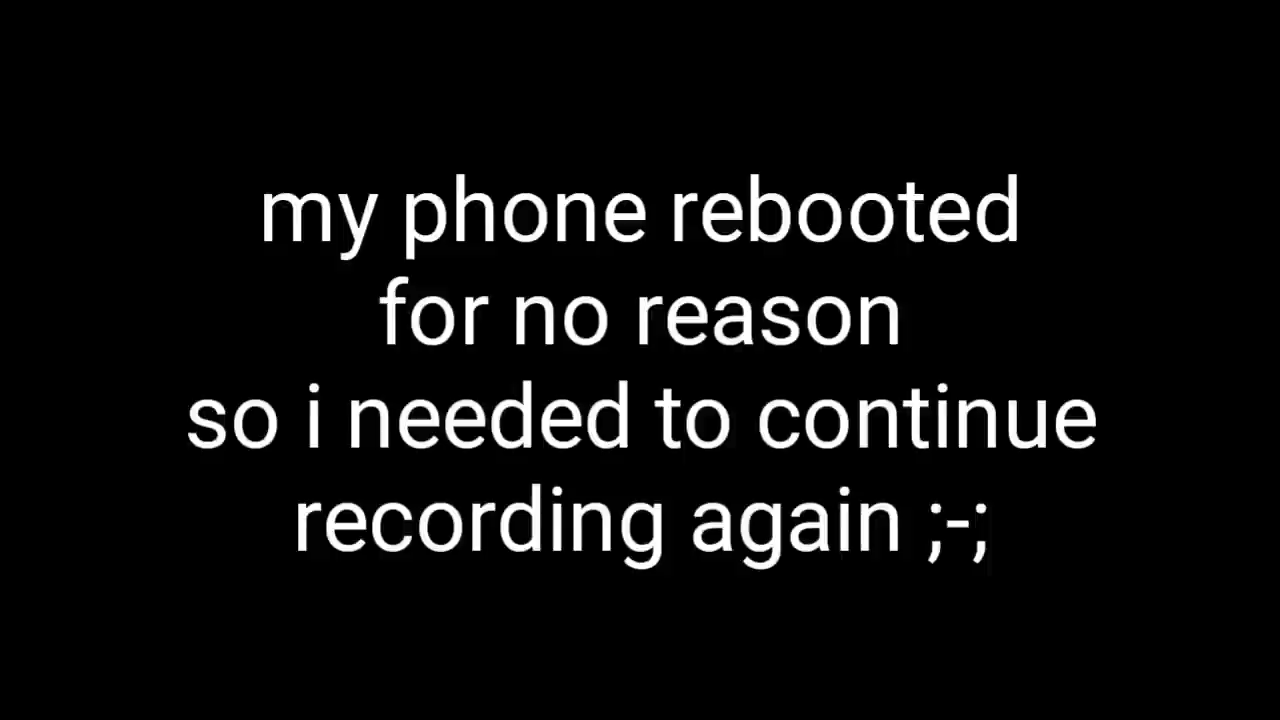 my phone rebooted
for no reason
so i needed to continue
recording again ;-;